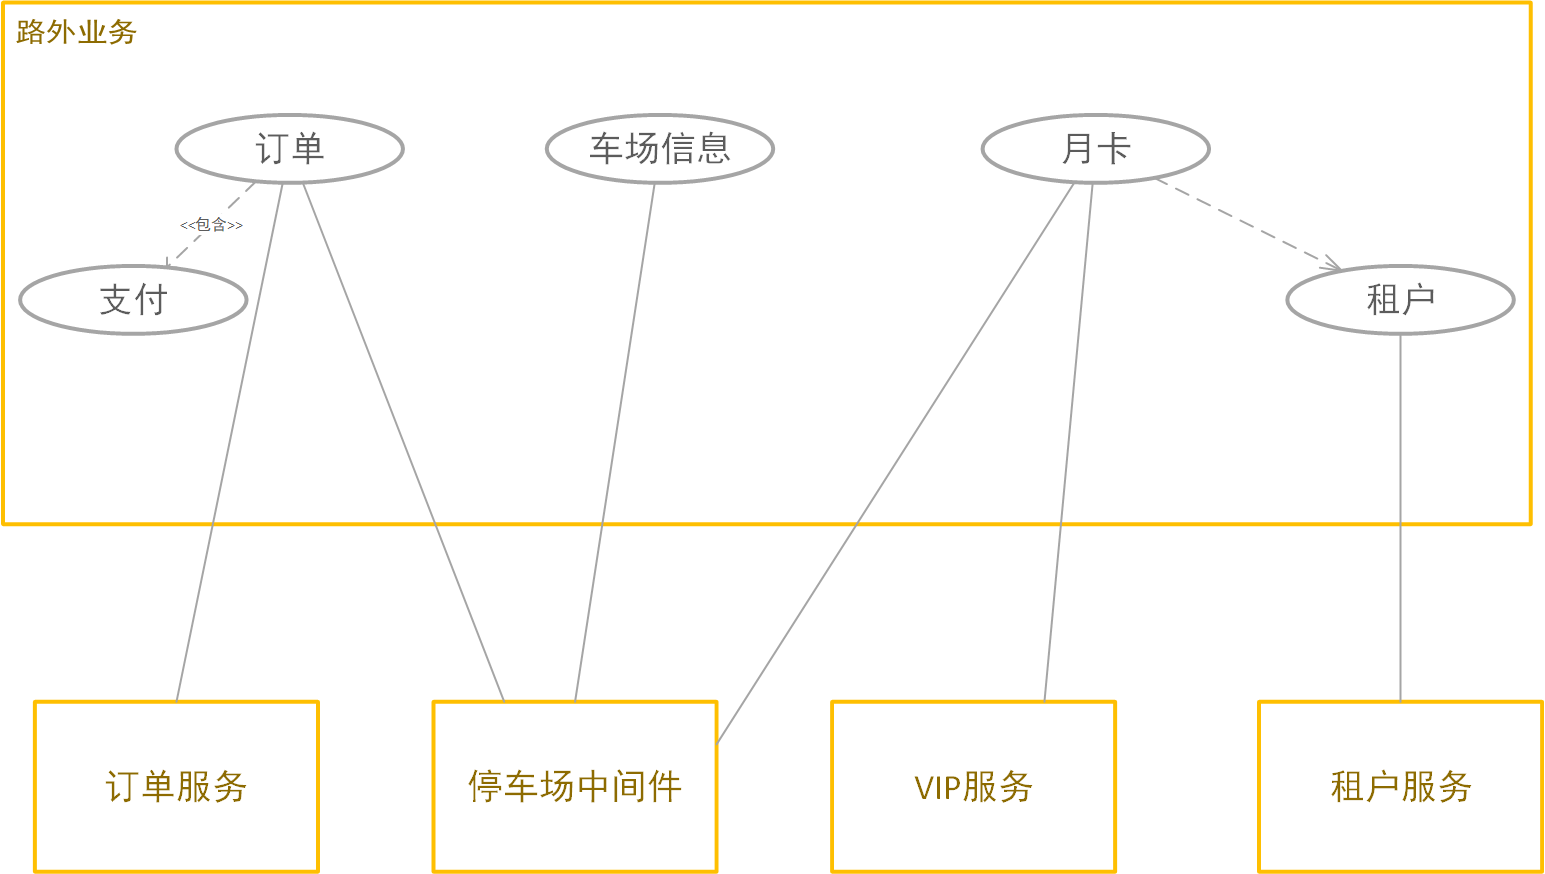 路外业务
订单
车场信息
月卡
<<包含>>
支付
租户
订单服务
停车场中间件
VIP服务
租户服务